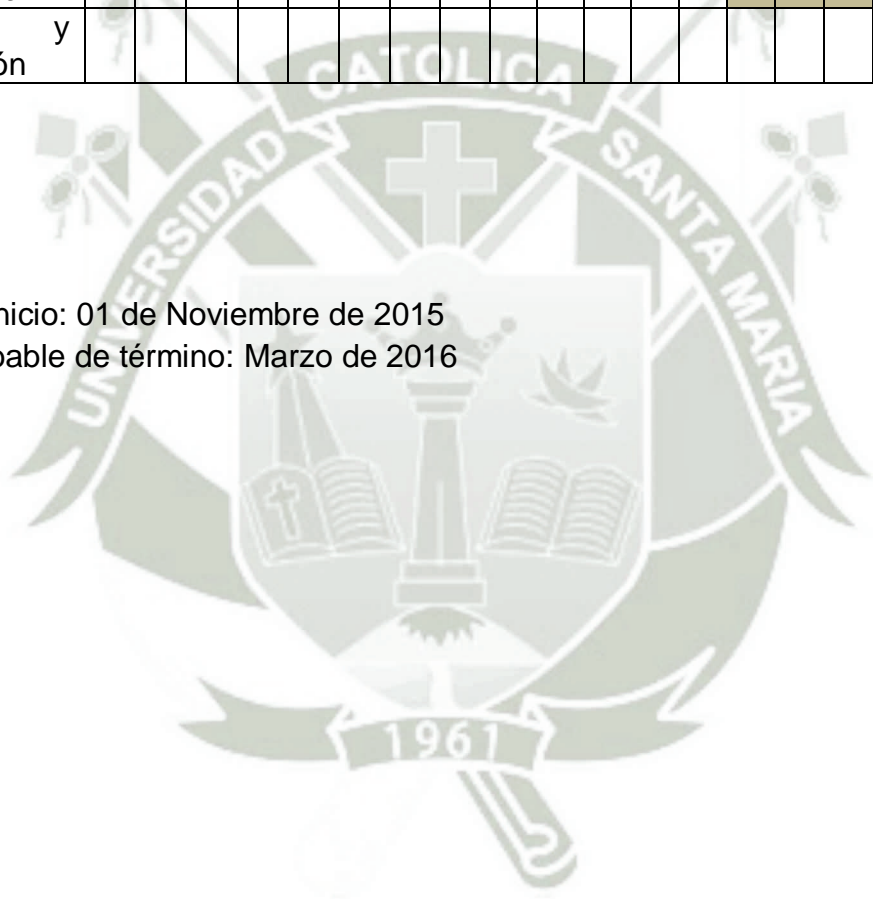 y
ón
CATOLICA
UNIVERSIDAD
SANTA MARIA
nicio: 01 de Noviembre de 2015
bable de término: Marzo de 2016
1961